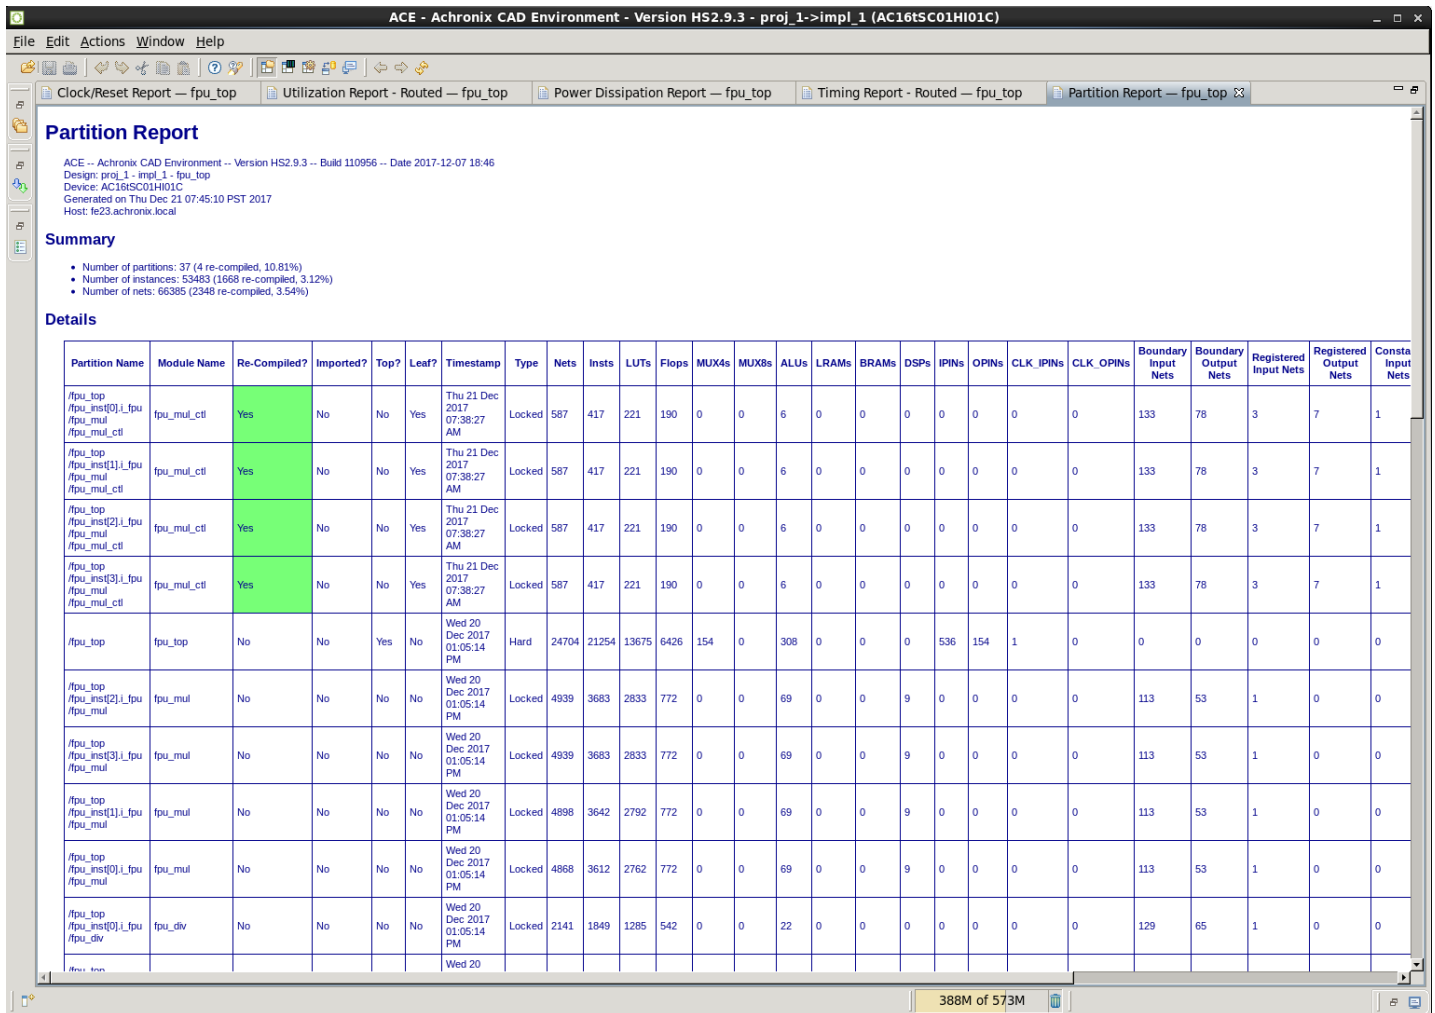 ACE - Achronix CAD Environment - Version HS2.9.3 - proj_1->impl_1 (AC16tSC01HI01C)
File Edit Actions Window Help
Clock/Reset Report — fpu_top Utilization Report - Routed — fpu_top Power Dissipation Report — fpu_top Timing Report - Routed — fpu_top Partition Report — fpu_top
Partition Report
ACE -- Achronix CAD Environment -- Version HS2.9.3 -- Build 110956 -- Date 2017-12-07 18:46
Design: proj_1 - impl_1 - fpu_top
Device: AC16tSC01HI01C
Generated on Thu Dec 21 07:45:10 PST 2017
Host: fe23.achronix.local
Summary
• Number of partitions: 37 (4 re-compiled, 10.81%)
• Number of instances: 53483 (1668 re-compiled, 3.12%)
• Number of nets: 66385 (2348 re-compiled, 3.54%)
Details
Partition Name Module Name Re-Compiled? Imported? Top? Leaf? Timestamp Type Nets Insts LUTs Flops MUX4s MUX8s ALUs LRAMs BRAMs DSPs IPINs OPINs CLK_IPINs CLK_OPINs Boundary Input Nets Boundary Output Nets Registered Input Nets Registered Output Nets Consta Input Nets
/fpu_top /fpu_inst[0].i_fpu /fpu_mul /fpu_mul_ctl fpu_mul_ctl Yes No No Yes Thu 21 Dec 2017 07:38:27 AM Locked 587 417 221 190 0 0 6 0 0 0 0 0 0 0 133 78 3 7 1
/fpu_top /fpu_inst[1].i_fpu /fpu_mul /fpu_mul_ctl fpu_mul_ctl Yes No No Yes Thu 21 Dec 2017 07:38:27 AM Locked 587 417 221 190 0 0 6 0 0 0 0 0 0 0 133 78 3 7 1
/fpu_top /fpu_inst[2].i_fpu /fpu_mul /fpu_mul_ctl fpu_mul_ctl Yes No No Yes Thu 21 Dec 2017 07:38:27 AM Locked 587 417 221 190 0 0 6 0 0 0 0 0 0 0 133 78 3 7 1
/fpu_top /fpu_inst[3].i_fpu /fpu_mul /fpu_mul_ctl fpu_mul_ctl Yes No No Yes Thu 21 Dec 2017 07:38:27 AM Locked 587 417 221 190 0 0 6 0 0 0 0 0 0 0 133 78 3 7 1
/fpu_top fpu_top No No Yes No Wed 20 Dec 2017 01:05:14 PM Hard 24704 21254 13675 6426 154 0 308 0 0 0 536 154 1 0 0 0 0 0 0
/fpu_top /fpu_inst[2].i_fpu /fpu_mul fpu_mul No No No No Wed 20 Dec 2017 01:05:14 PM Locked 4939 3683 2833 772 0 0 69 0 0 9 0 0 0 0 113 53 1 0 0
/fpu_top /fpu_inst[3].i_fpu /fpu_mul fpu_mul No No No No Wed 20 Dec 2017 01:05:14 PM Locked 4939 3683 2833 772 0 0 69 0 0 9 0 0 0 0 113 53 1 0 0
/fpu_top /fpu_inst[1].i_fpu /fpu_mul fpu_mul No No No No Wed 20 Dec 2017 01:05:14 PM Locked 4898 3642 2792 772 0 0 69 0 0 9 0 0 0 0 113 53 1 0 0
/fpu_top /fpu_inst[0].i_fpu /fpu_mul fpu_mul No No No No Wed 20 Dec 2017 01:05:14 PM Locked 4868 3612 2762 772 0 0 69 0 0 9 0 0 0 0 113 53 1 0 0
/fpu_top /fpu_inst[0].i_fpu /fpu_div fpu_div No No No No Wed 20 Dec 2017 01:05:14 PM Locked 2141 1849 1285 542 0 0 22 0 0 0 0 0 0 0 129 65 1 0 0
Wed 20
388M of 573M